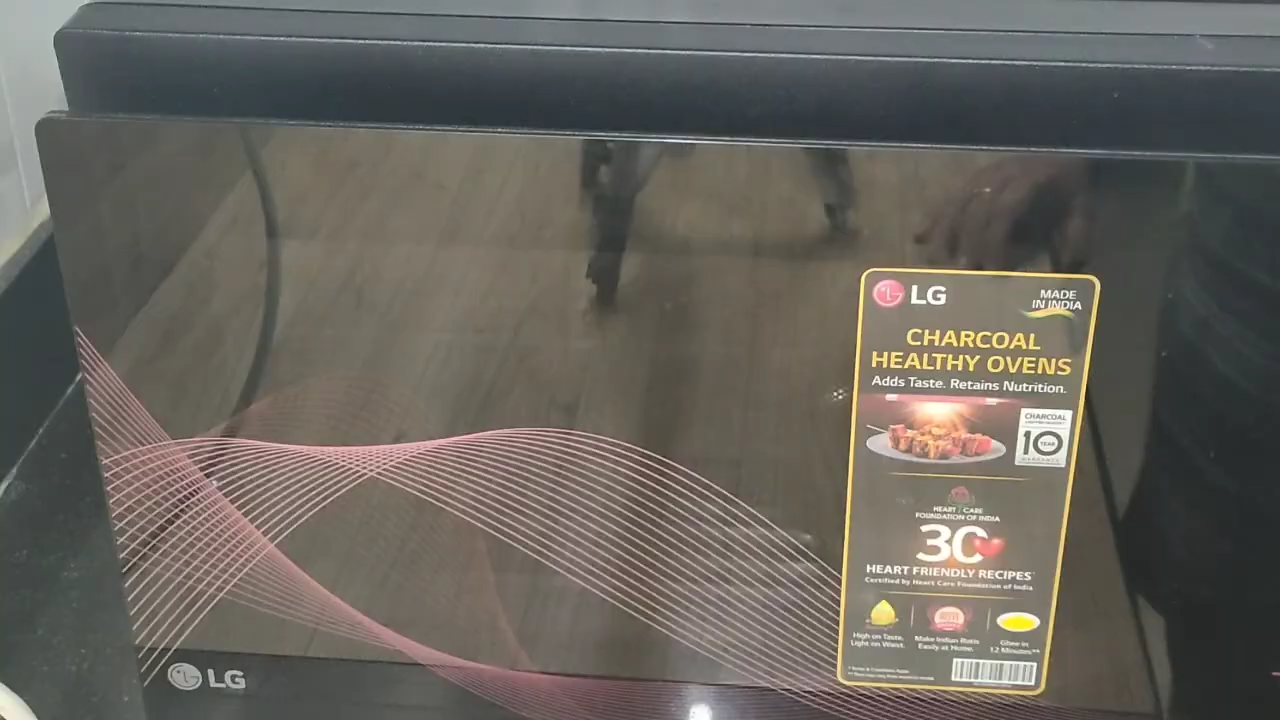 LG
MADE
IN INDIA
CHARCOAL
HEALTHY OVENS
Adds Taste. Retains Nutrition.
CHARCOAL
10
YEAR
WARRANTY
HEART CARE
FOUNDATION OF INDIA
30
HEART FRIENDLY RECIPES*
Certified by Heart Care Foundation of India
High on Taste.
Light on Waist.
Make Indian Rotis
Easily at Home.
Ghee in
12 Minutes**
LG